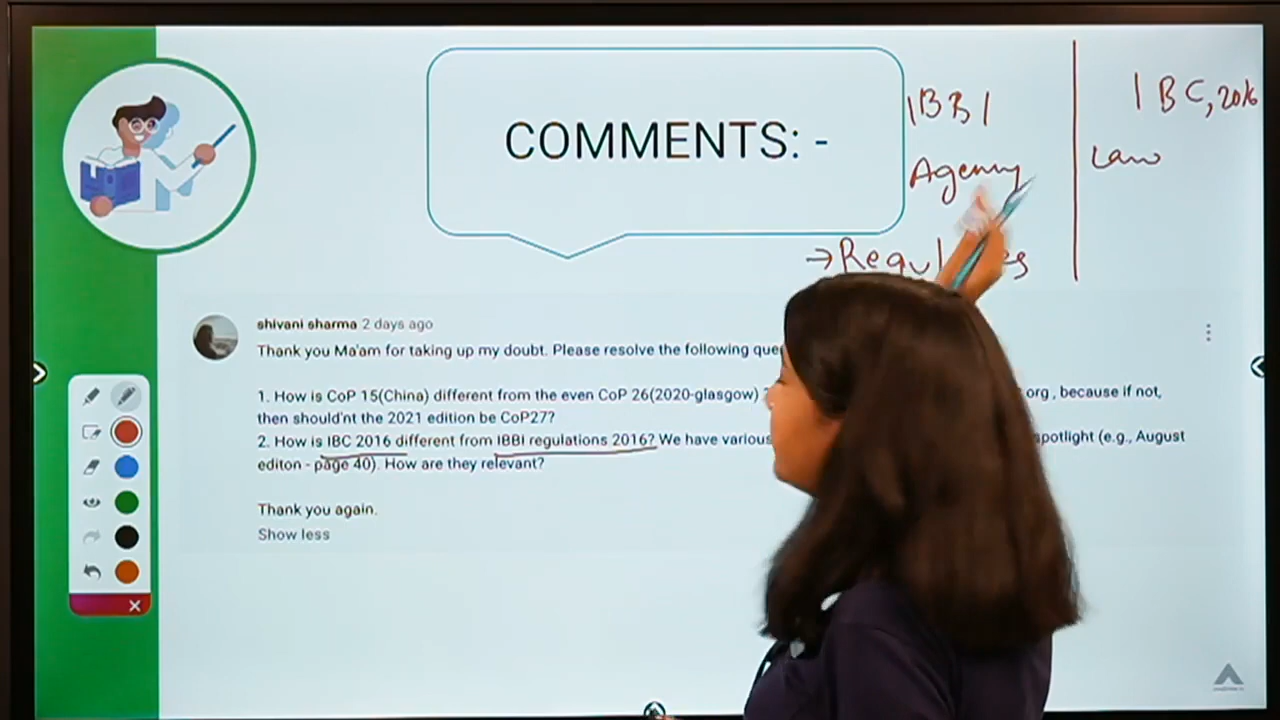 COMMENTS: -
IBBI
Agency
→ Regul es
IBC, 2016
Law
shivani sharma 2 days ago
Thank you Ma'am for taking up my doubt. Please resolve the following que
1. How is CoP 15(China) different from the even CoP 26(2020-glasgow) org , because if not,
then should'nt the 2021 edition be CoP27?
2. How is IBC 2016 different from IBBI regulations 2016? We have various spotlight (e.g., August
editon - page 40). How are they relevant?
Thank you again.
Show less